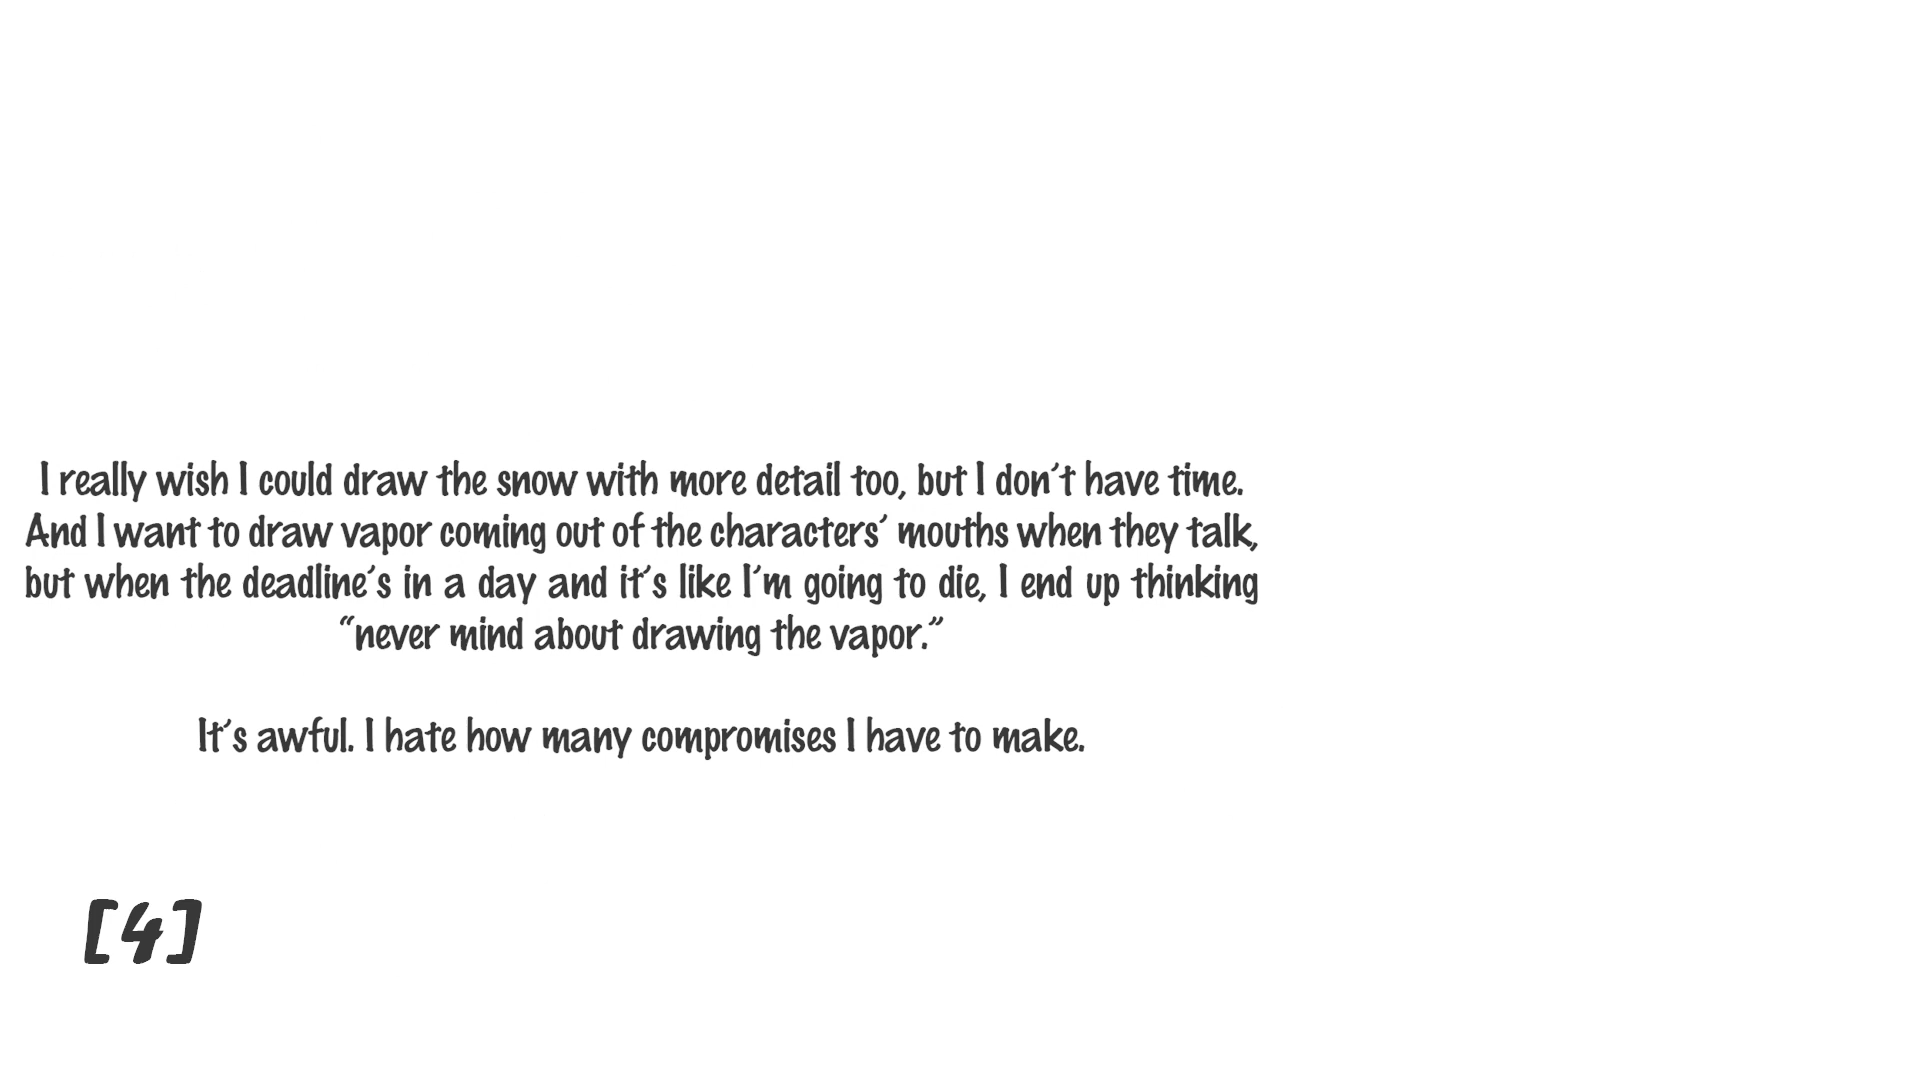 I really wish I could draw the snow with more detail too, but I don’t have time.
And I want to draw vapor coming out of the characters’ mouths when they talk,
but when the deadline’s in a day and it’s like I’m going to die, I end up thinking
“never mind about drawing the vapor.”
It’s awful. I hate how many compromises I have to make.
[4]